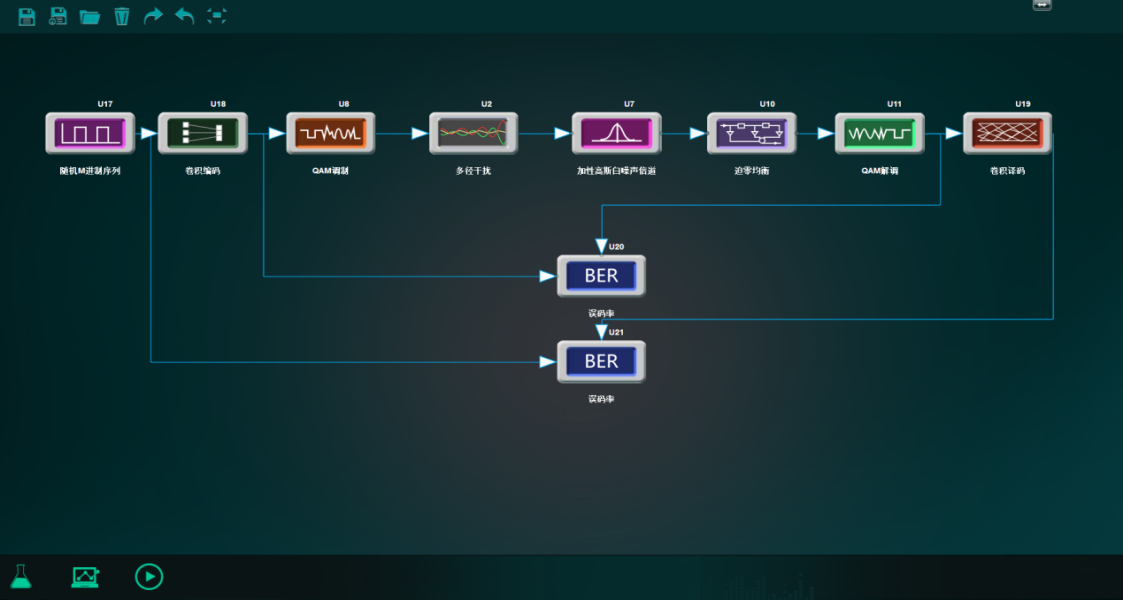 U17
U18
U8
U2
U7
U10
U11
U19
随机M进制序列
卷积编码
QAM调制
多径干扰
加性高斯白噪声信道
迫零均衡
QAM解调
卷积译码
U20
BER
误码率
U21
BER
误码率